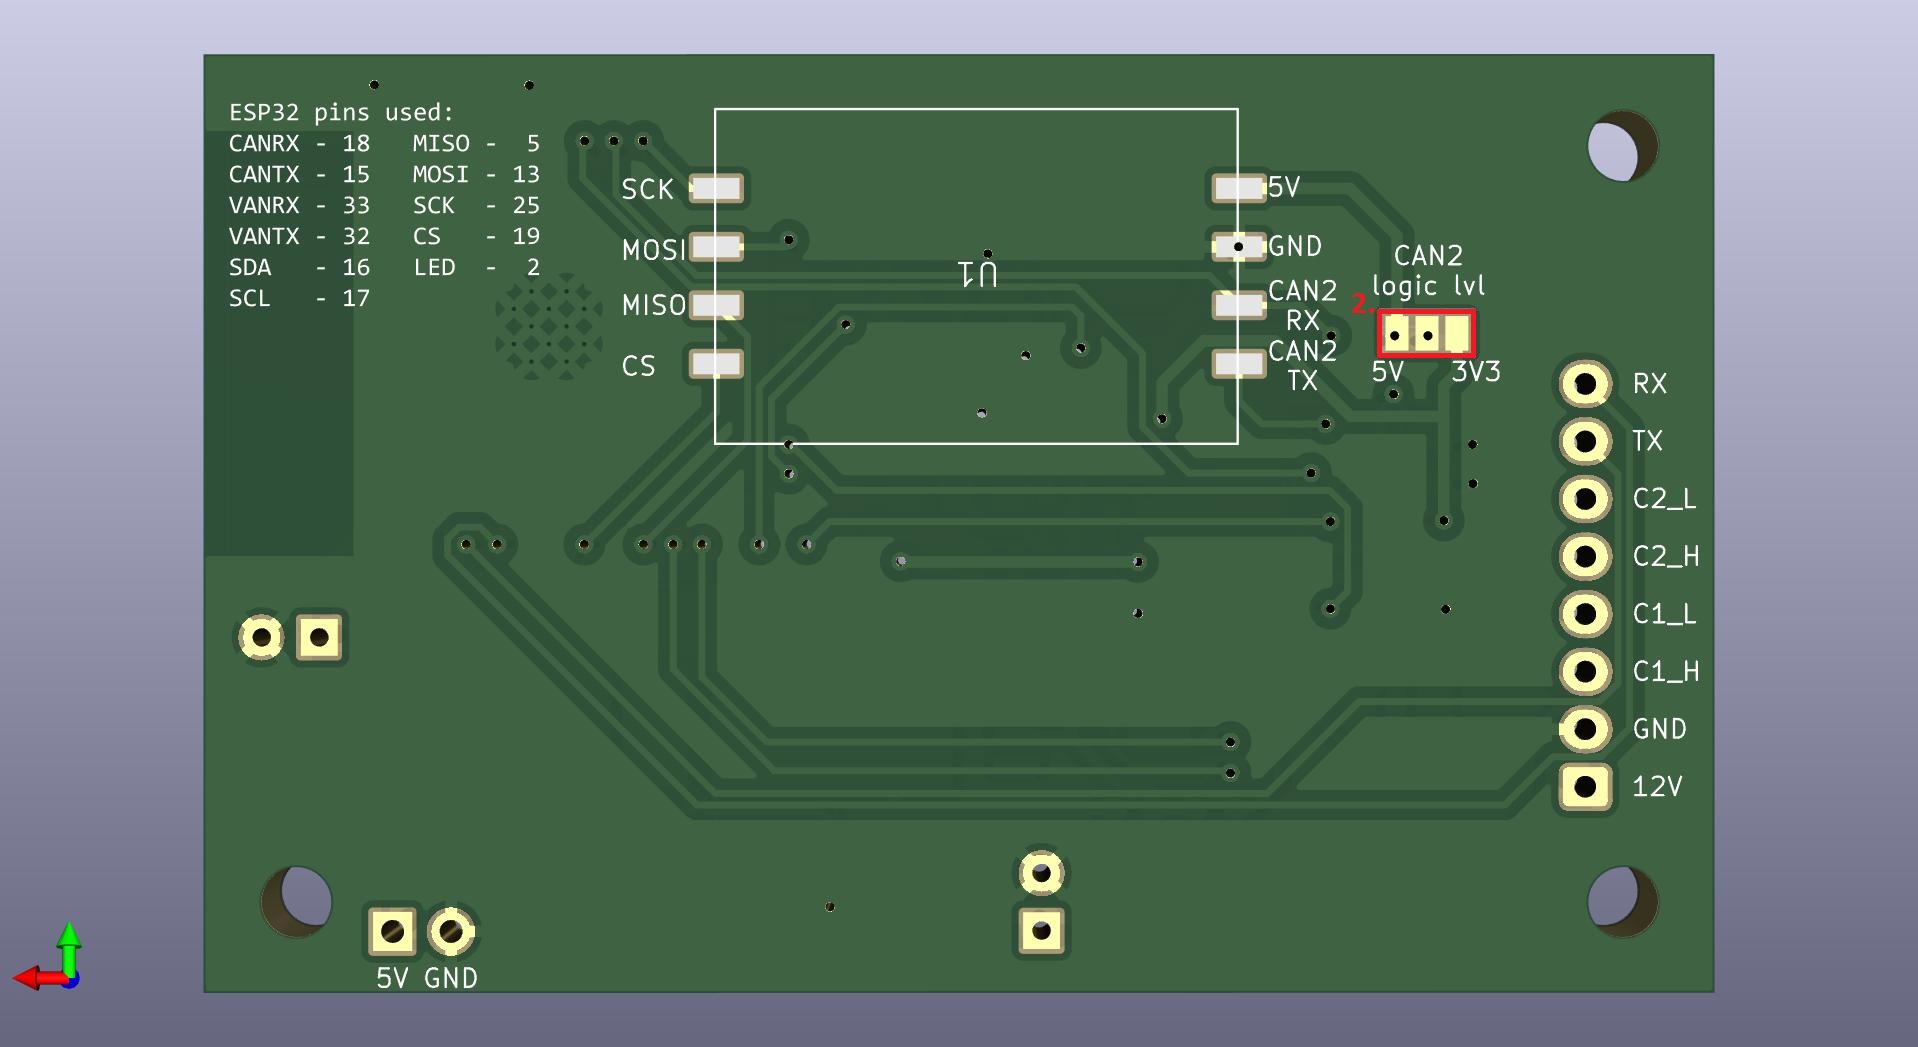 ESP32 pins used:
CANRX - 18 MISO - 5
CANTX - 15 MOSI - 13
VANRX - 33 SCK - 25
VANTX - 32 CS - 19
SDA - 16 LED - 2
SCL - 17
SCK
MOSI
MISO
CS
U1
5V
GND
CAN2
RX
CAN2
TX
CAN2
logic lvl
2.
5V 3V3
RX
TX
C2_L
C2_H
C1_L
C1_H
GND
12V
5V GND